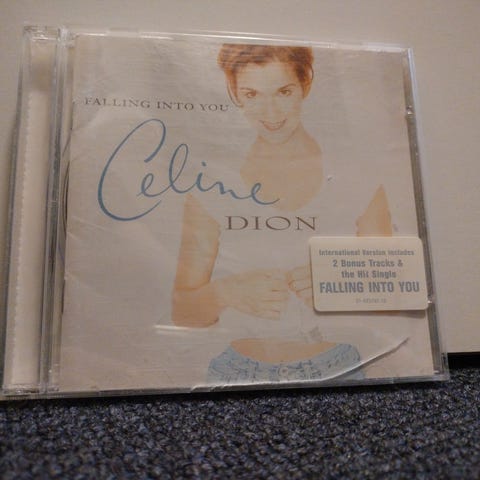 FALLING INTO YOU
Celine
DION
International Version includes
2 Bonus Tracks &
the Hit Single
FALLING INTO YOU